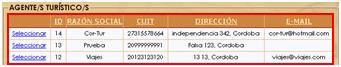 AGENTE/S TURÍSTICO/S
ID RAZÓN SOCIAL CUIT DIRECCIÓN E-MAIL
Seleccionar 14 Cor-Tur 27315578664 independencia 342, Cordoba cor-tur@hotmail.com
Seleccionar 13 Prueba 20999999991 Falsa 123, Cordoba
Seleccionar 12 Viajes 20123123120 13 13, Cordoba viajes@viajes.com